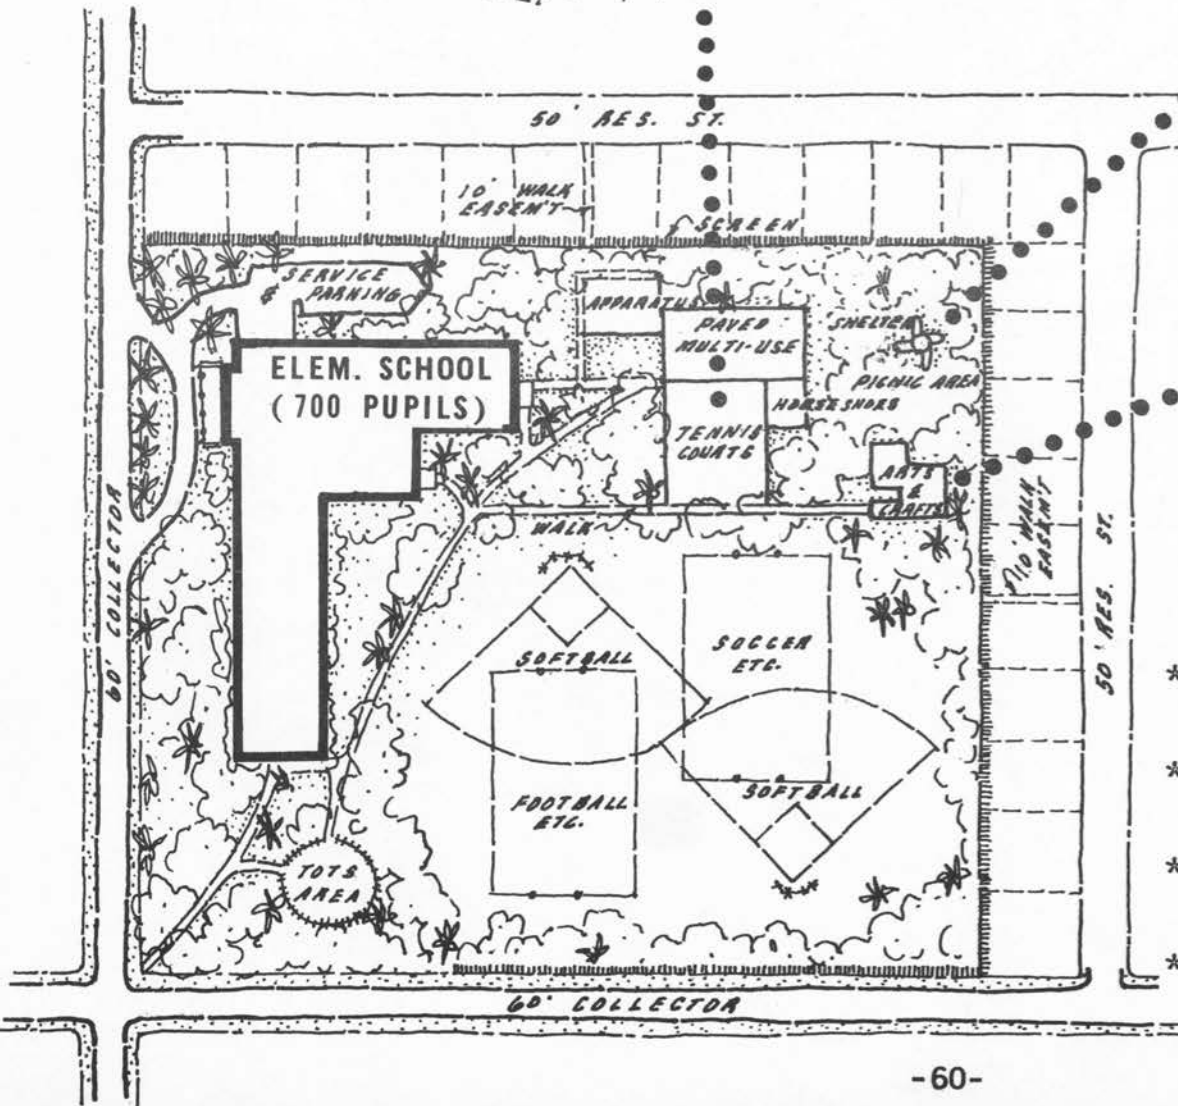 50' RES. ST.
10' WALK
EASEM'T
SCREEN
SERVICE
& PARKING
APPARATUS
PAVED
MULTI-USE
SHELTER
PICNIC AREA
ELEM. SCHOOL
(700 PUPILS)
HORSESHOES
TENNIS
COURTS
ARTS
&
CRAFTS
10' WALK
EASEM'T
WALK
60' COLLECTOR
50' RES. ST.
SOFTBALL
SOCCER
ETC.
FOOTBALL
ETC.
SOFTBALL
TOTS
AREA
60' COLLECTOR
-60-